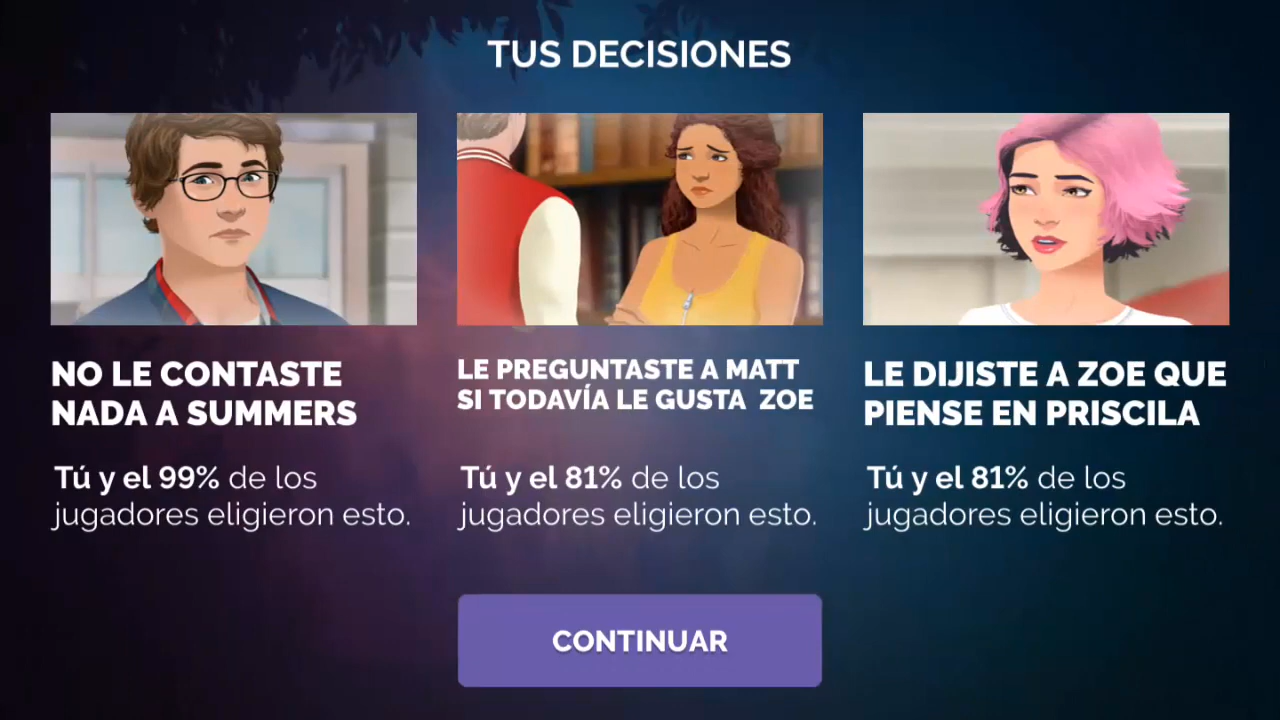 TUS DECISIONES
NO LE CONTASTE
NADA A SUMMERS
Tú y el 99% de los
jugadores eligieron esto.
LE PREGUNTASTE A MATT
SI TODAVÍA LE GUSTA ZOE
Tú y el 81% de los
jugadores eligieron esto.
LE DIJISTE A ZOE QUE
PIENSE EN PRISCILA
Tú y el 81% de los
jugadores eligieron esto.
CONTINUAR